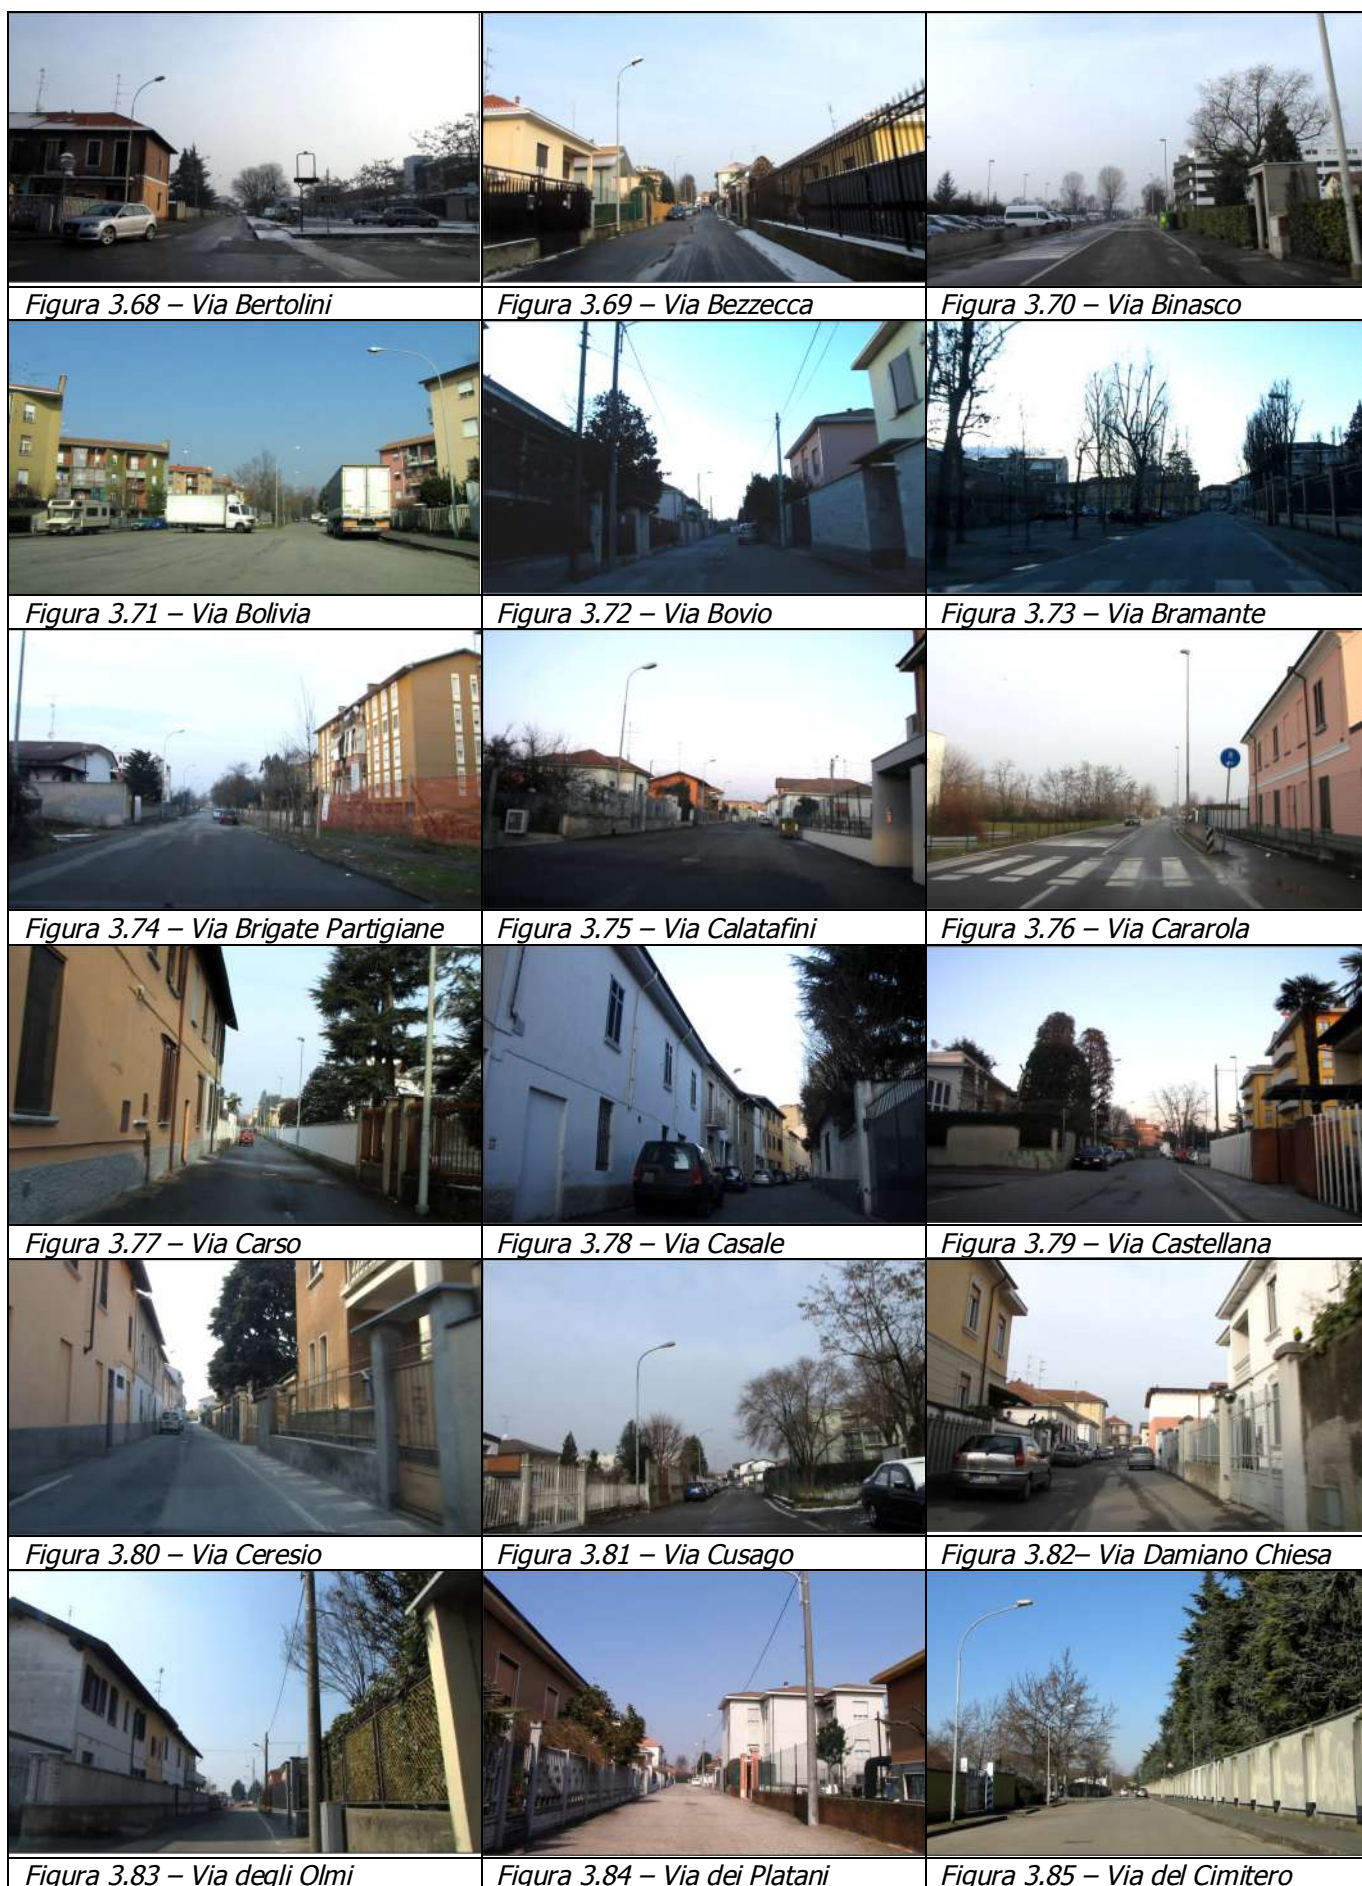 Figura 3.68 – Via Bertolini
Figura 3.69 – Via Bezzecca
Figura 3.70 – Via Binasco
Figura 3.71 – Via Bolivia
Figura 3.72 – Via Bovio
Figura 3.73 – Via Bramante
Figura 3.74 – Via Brigate Partigiane
Figura 3.75 – Via Calatafini
Figura 3.76 – Via Cararola
Figura 3.77 – Via Carso
Figura 3.78 – Via Casale
Figura 3.79 – Via Castellana
Figura 3.80 – Via Ceresio
Figura 3.81 – Via Cusago
Figura 3.82– Via Damiano Chiesa
Figura 3.83 – Via degli Olmi
Figura 3.84 – Via dei Platani
Figura 3.85 – Via del Cimitero